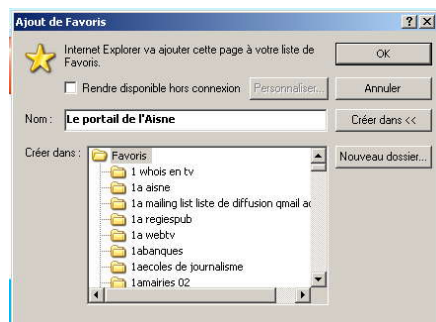 Ajout de Favoris
Internet Explorer va ajouter cette page à votre liste de
Favoris.
OK
Rendre disponible hors connexion
Personnaliser...
Annuler
Nom :
Le portail de l'Aisne
Créer dans <<
Créer dans :
Favoris
Nouveau dossier...
1 whois en tv
1a aisne
1a mailing list liste de diffusion qmail
1a regiespub
1a webtv
1abanques
1aecoles de journalisme
1amairies 02